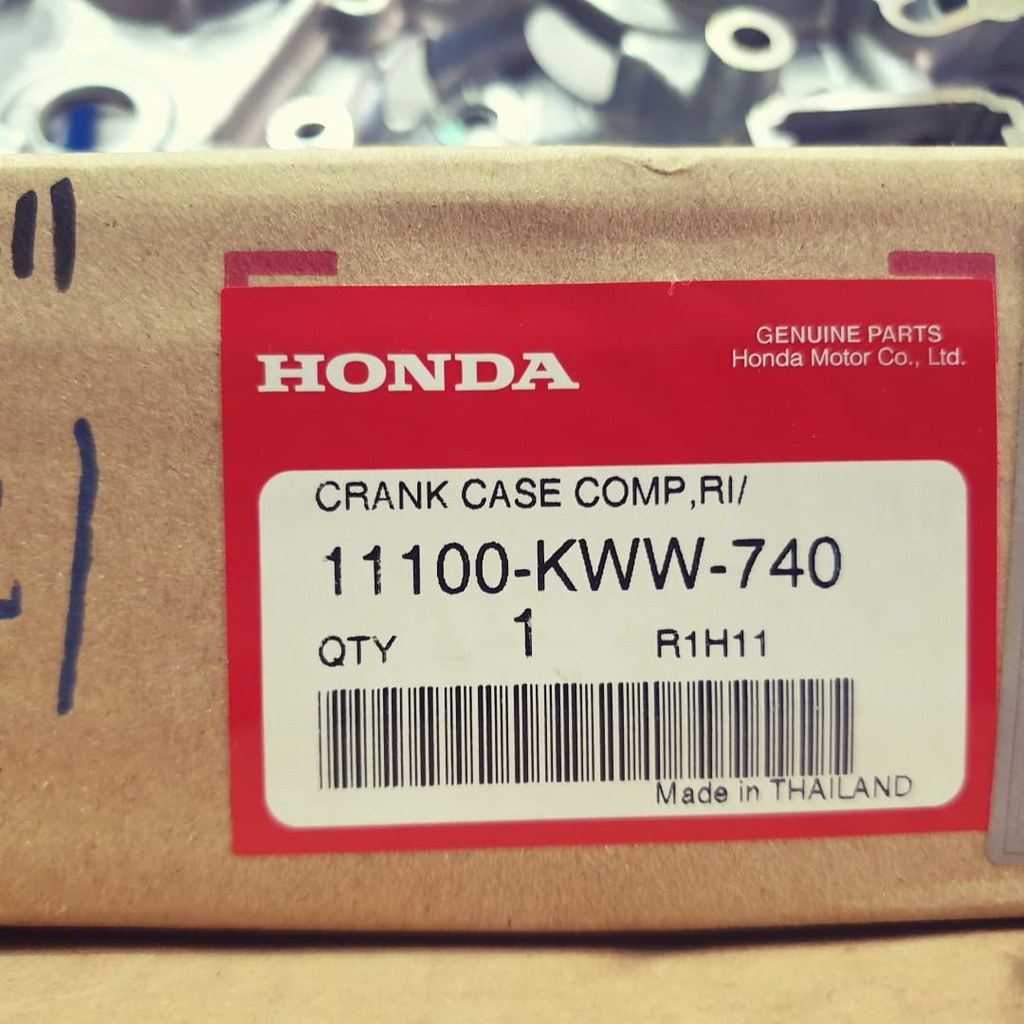 HONDA
GENUINE PARTS
Honda Motor Co., Ltd.
CRANK CASE COMP,RI/
11100-KWW-740
QTY 1 R1H11
Made in THAILAND